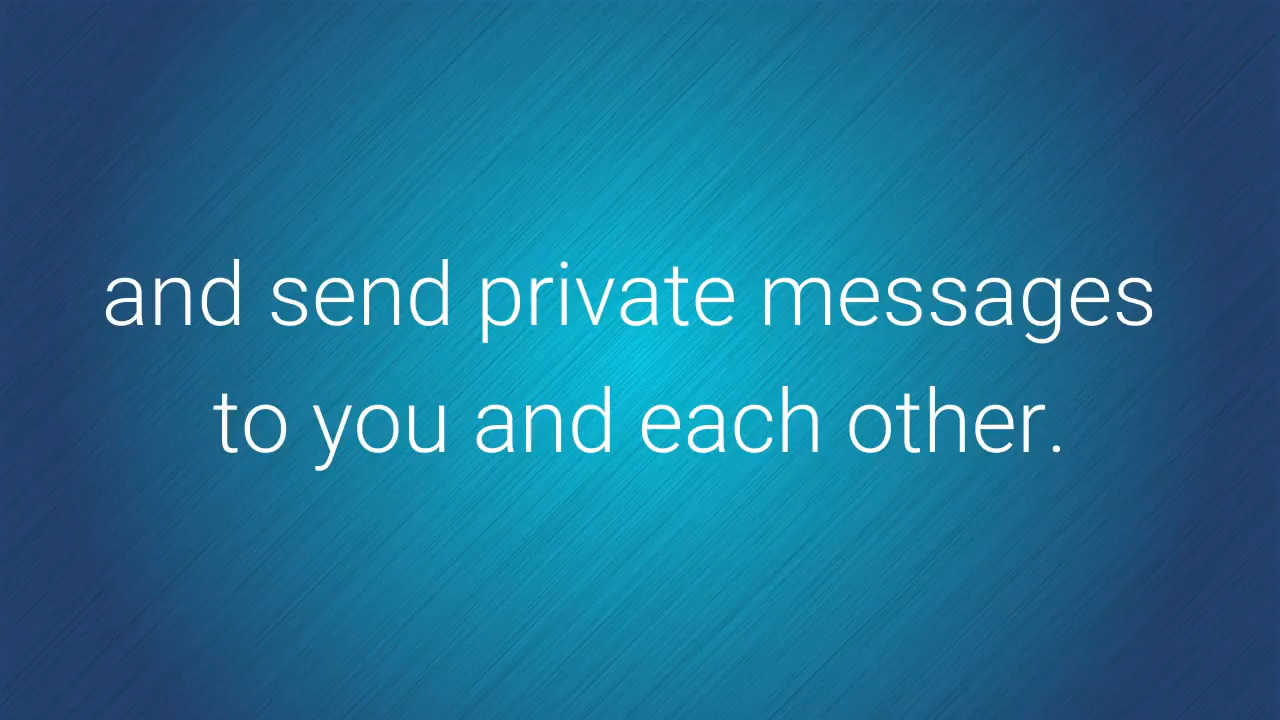 and send private messages
to you and each other.